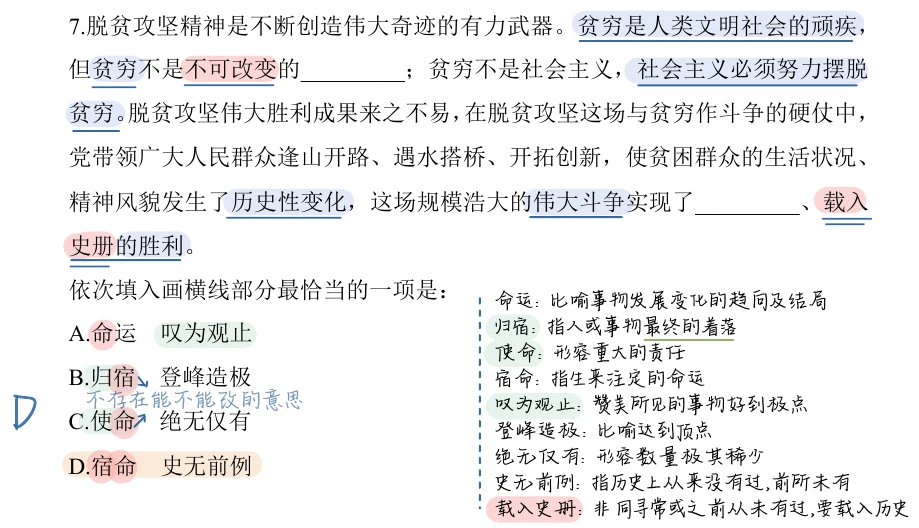 7.脱贫攻坚精神是不断创造伟大奇迹的有力武器。贫穷是人类文明社会的顽疾，
但贫穷不是不可改变的_________；贫穷不是社会主义，社会主义必须努力摆脱
贫穷。脱贫攻坚伟大胜利成果来之不易，在脱贫攻坚这场与贫穷作斗争的硬仗中，
党带领广大人民群众逢山开路、遇水搭桥、开拓创新，使贫困群众的生活状况、
精神风貌发生了历史性变化，这场规模浩大的伟大斗争实现了_________、载入
史册的胜利。
依次填入画横线部分最恰当的一项是：
A.命运 叹为观止
B.归宿 登峰造极
不存在能不能改的意思
C.使命 绝无仅有
D.宿命 史无前例
D
命运：比喻事物发展变化的趋向及结局
归宿：指人或事物最终的着落
使命：形容重大的责任
宿命：指生来注定的命运
叹为观止：赞美所见的事物好到极点
登峰造极：比喻达到顶点
绝无仅有：形容数量极其稀少
史无前例：指历史上从来没有过,前所未有
载入史册：非同寻常或之前从未有过,要载入历史